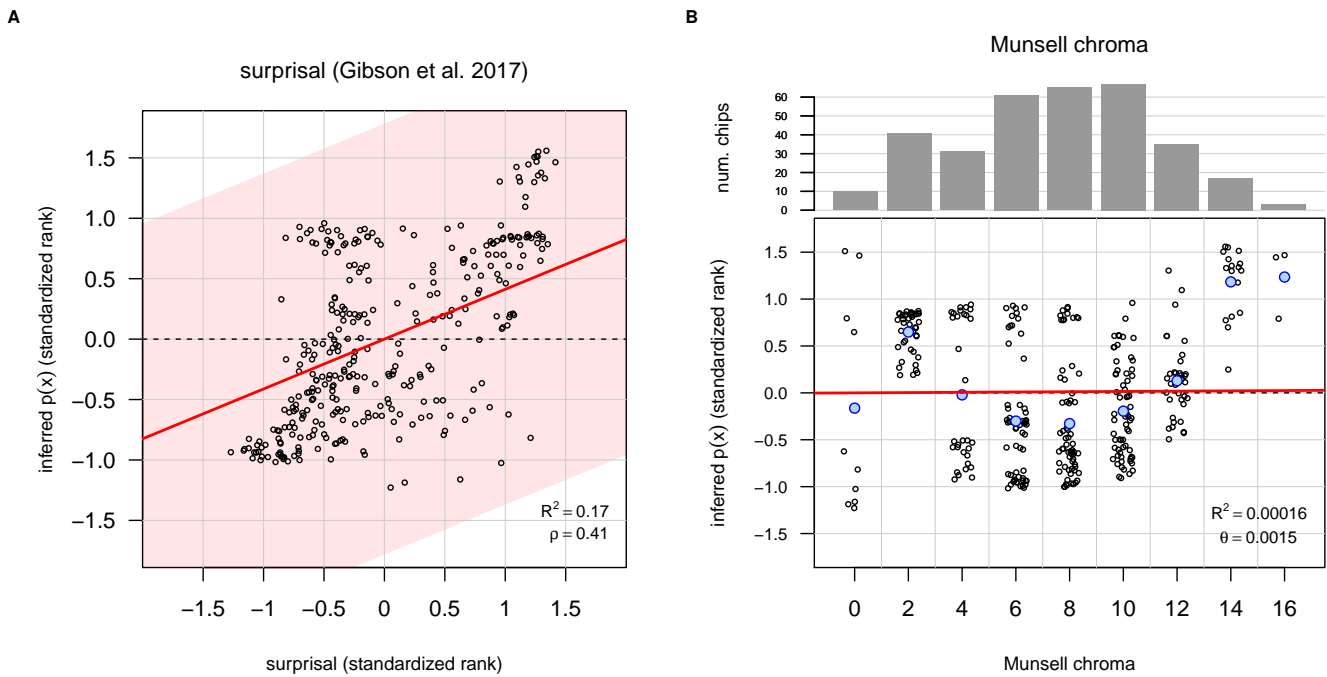 A
surprisal (Gibson et al. 2017)
inferred p(x) (standardized rank)
1.5
1.0
0.5
0.0
−0.5
−1.0
−1.5
R² = 0.17
ρ = 0.41
−1.5 −1 −0.5 0 0.5 1 1.5
surprisal (standardized rank)
B
Munsell chroma
num. chips
60
50
40
30
20
10
0
inferred p(x) (standardized rank)
1.5
1.0
0.5
0.0
−0.5
−1.0
−1.5
R² = 0.00016
θ = 0.0015
0 2 4 6 8 10 12 14 16
Munsell chroma